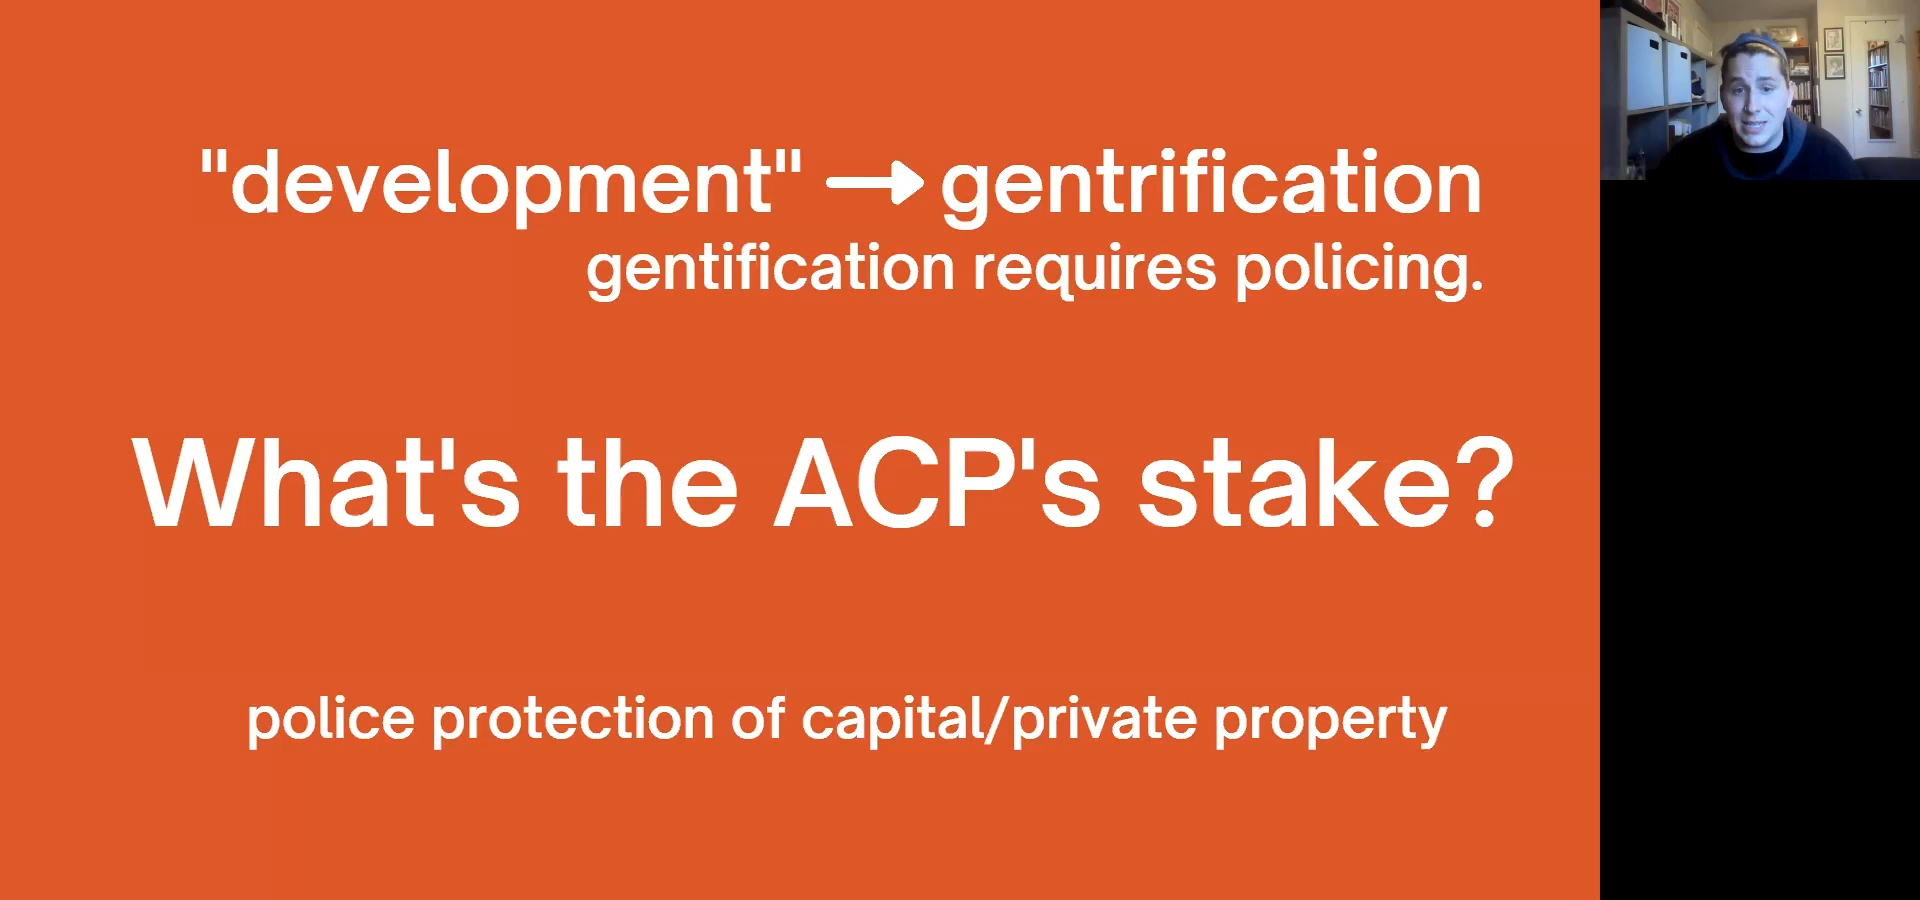 "development" → gentrification
gentification requires policing.
What's the ACP's stake?
police protection of capital/private property